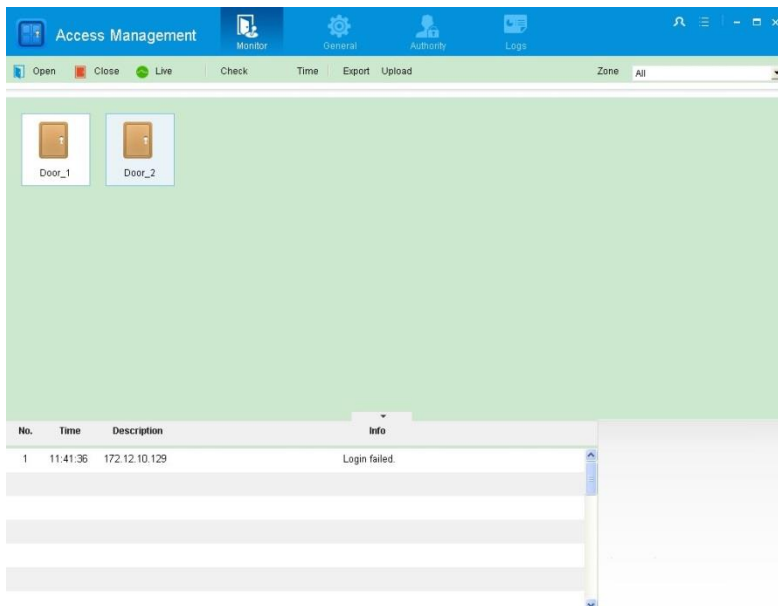 Access Management
Monitor General Authority Logs
Open Close Live Check Time Export Upload Zone All
Door_1 Door_2
No. Time Description Info
1 11:41:36 172.12.10.129 Login failed.